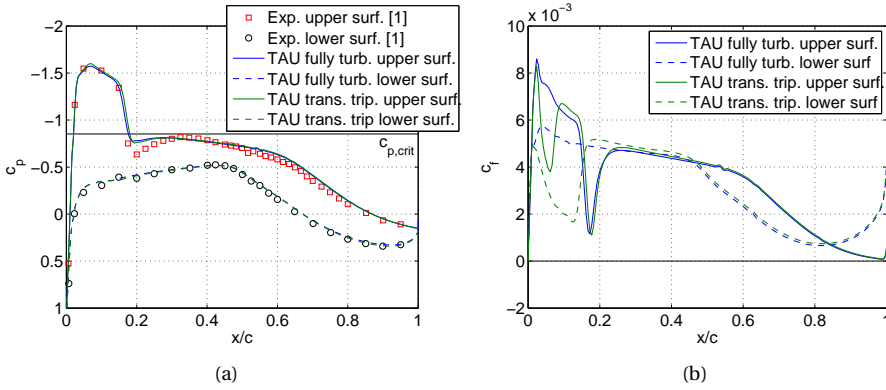 −2
−1.5
−1
−0.5
0
0.5
1
0
0.2
0.4
0.6
0.8
1
c_p
x/c
Exp. upper surf. [1]
Exp. lower surf. [1]
TAU fully turb. upper surf.
TAU fully turb. lower surf.
TAU trans. trip. upper surf.
TAU trans. trip lower surf.
c_p,crit
(a)
10
x 10^−3
8
6
4
2
0
−2
0
0.2
0.4
0.6
0.8
1
c_f
x/c
TAU fully turb. upper surf.
TAU fully turb. lower surf
TAU trans. trip. upper surf.
TAU trans. trip. lower surf
(b)